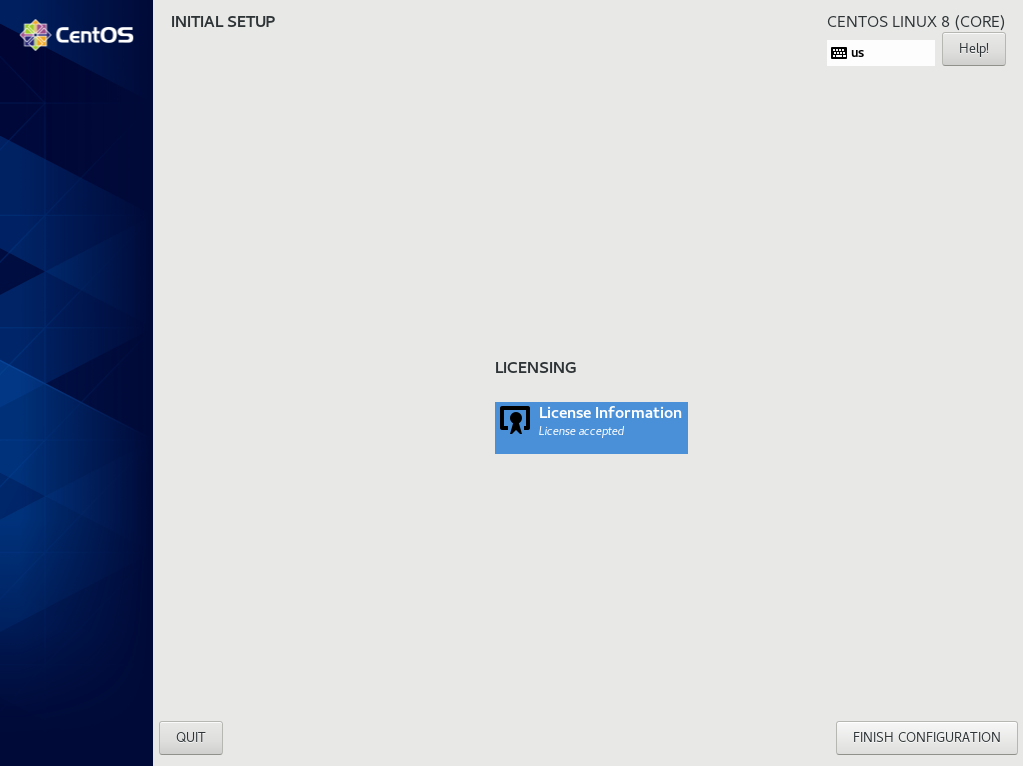 CentOS
INITIAL SETUP
CENTOS LINUX 8 (CORE)
us
Help!
LICENSING
License Information
License accepted
QUIT
FINISH CONFIGURATION